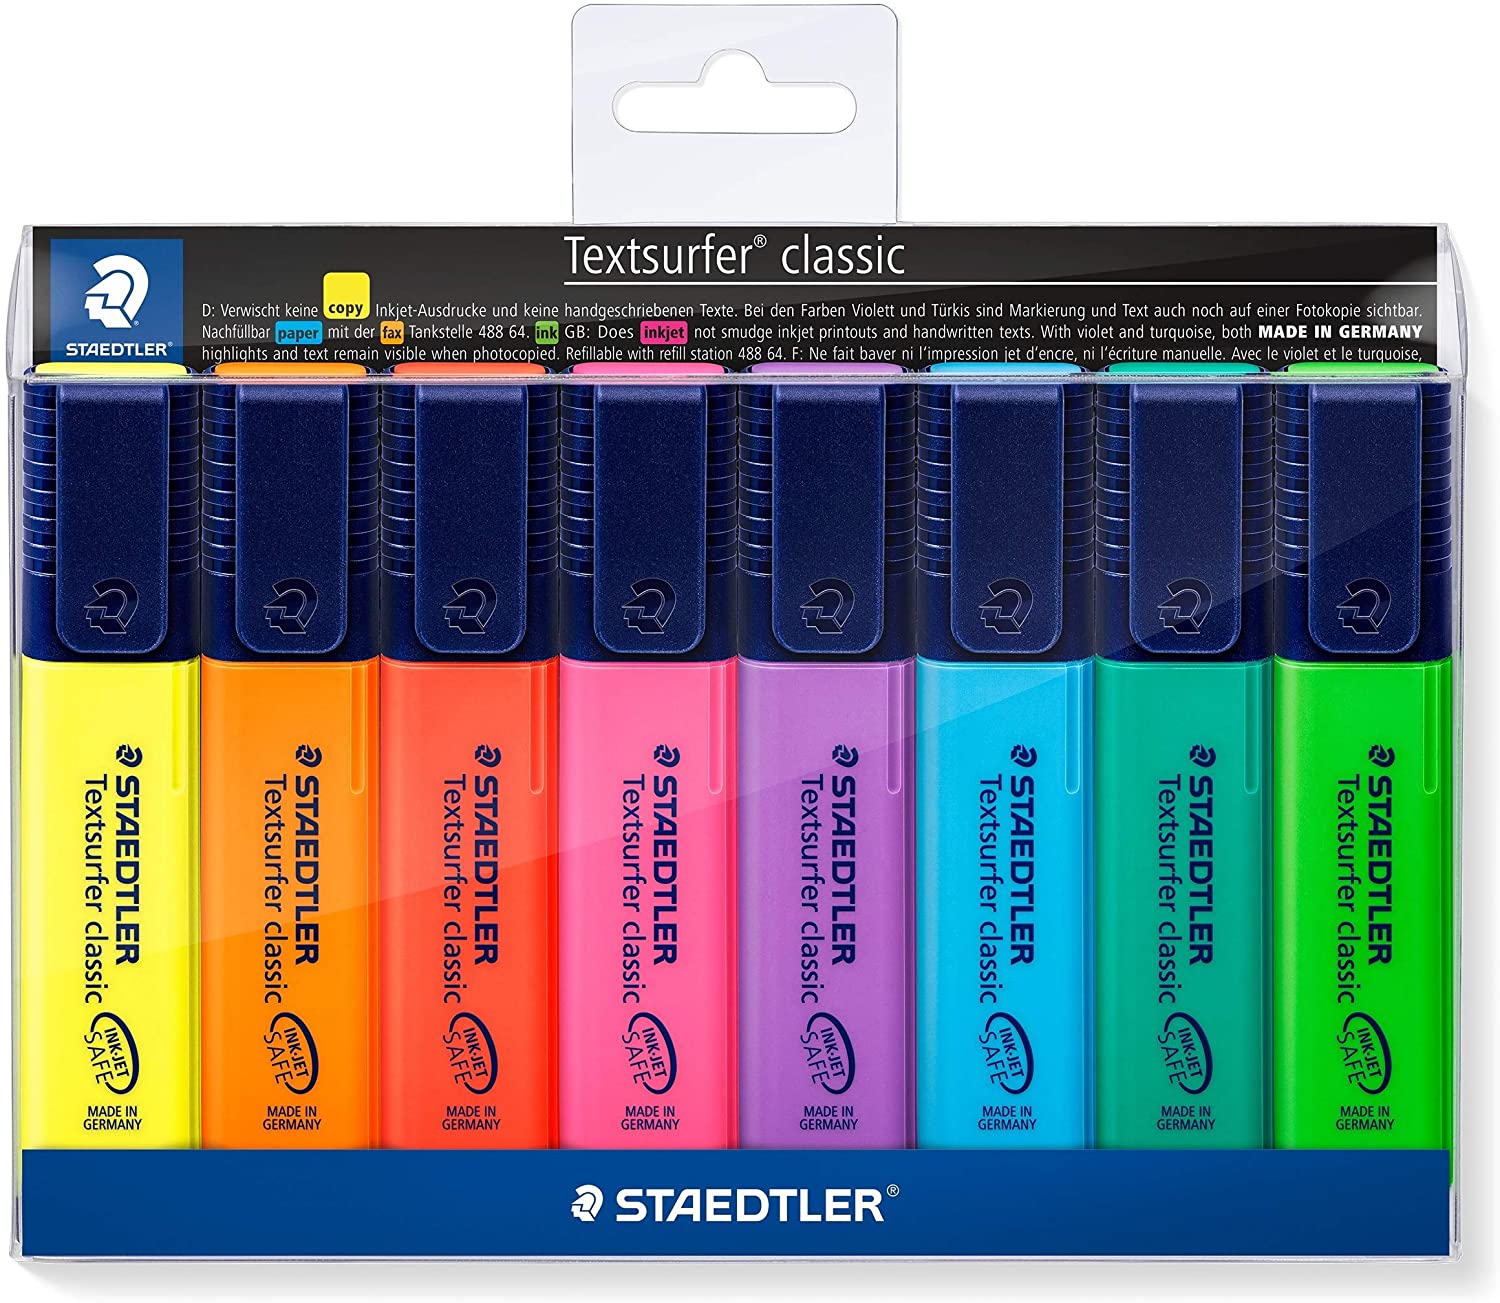 Textsurfer® classic
STAEDTLER®
D: Verwischt keine copy Inkjet-Ausdrucke und keine handgeschriebenen Texte. Bei den Farben Violett und Türkis sind Markierung und Text auch noch auf einer Fotokopie sichtbar.
Nachfüllbar paper mit der fax Tankstelle 488 64. ink GB: Does inkjet not smudge inkjet printouts and handwritten texts. With violet and turquoise, both MADE IN GERMANY
highlights and text remain visible when photocopied. Refillable with refill station 488 64. F: Ne fait baver ni l'impression jet d'encre, ni l'écriture manuelle. Avec le violet et le turquoise,
STAEDTLER
Textsurfer classic
INK-JET
SAFE
MADE IN
GERMANY
STAEDTLER
Textsurfer classic
INK-JET
SAFE
MADE IN
GERMANY
STAEDTLER
Textsurfer classic
INK-JET
SAFE
MADE IN
GERMANY
STAEDTLER
Textsurfer classic
INK-JET
SAFE
MADE IN
GERMANY
STAEDTLER
Textsurfer classic
INK-JET
SAFE
MADE IN
GERMANY
STAEDTLER
Textsurfer classic
INK-JET
SAFE
MADE IN
GERMANY
STAEDTLER
Textsurfer classic
INK-JET
SAFE
MADE IN
GERMANY
STAEDTLER
Textsurfer classic
INK-JET
SAFE
MADE IN
GERMANY
STAEDTLER®